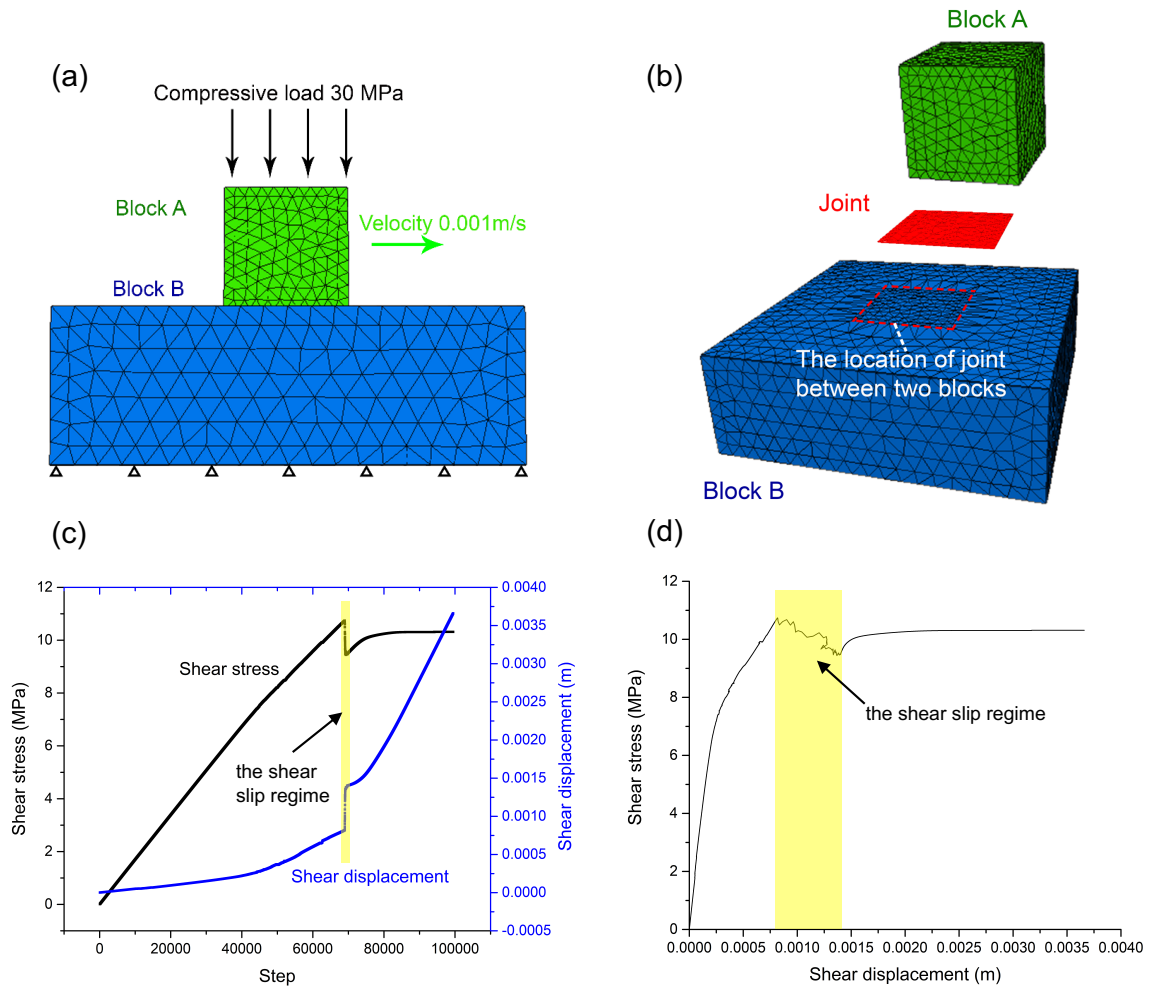 (a)
Compressive load 30 MPa
Block A
Velocity 0.001m/s
Block B
(b)
Block A
Joint
The location of joint
between two blocks
Block B
(c)
12
10
8
6
4
2
0
Shear stress (MPa)
0
20000
40000
60000
80000
100000
Step
0.0040
0.0035
0.0030
0.0025
0.0020
0.0015
0.0010
0.0005
0.0000
-0.0005
Shear displacement (m)
Shear stress
the shear
slip regime
Shear displacement
(d)
12
10
8
6
4
2
0
Shear stress (MPa)
the shear slip regime
0.0000
0.0005
0.0010
0.0015
0.0020
0.0025
0.0030
0.0035
0.0040
Shear displacement (m)